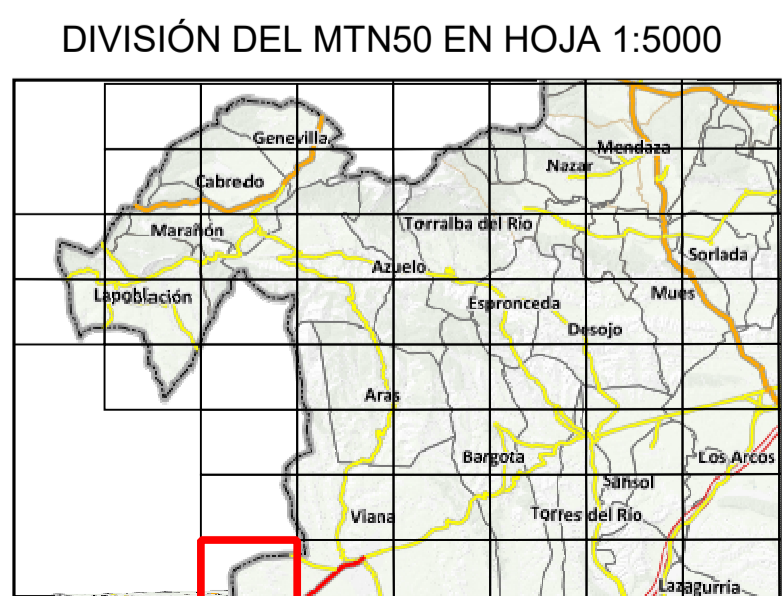 DIVISIÓN DEL MTN50 EN HOJA 1:5000
Genevilla
Mendaza
Nazar
Cabredo
Torralba del Río
Marañón
Sorlada
Azuelo
Lapoblación
Mues
Espronceda
Desojo
Aras
Bargota
Los Arcos
Sansol
Viana
Torres del Río
Lazagurria